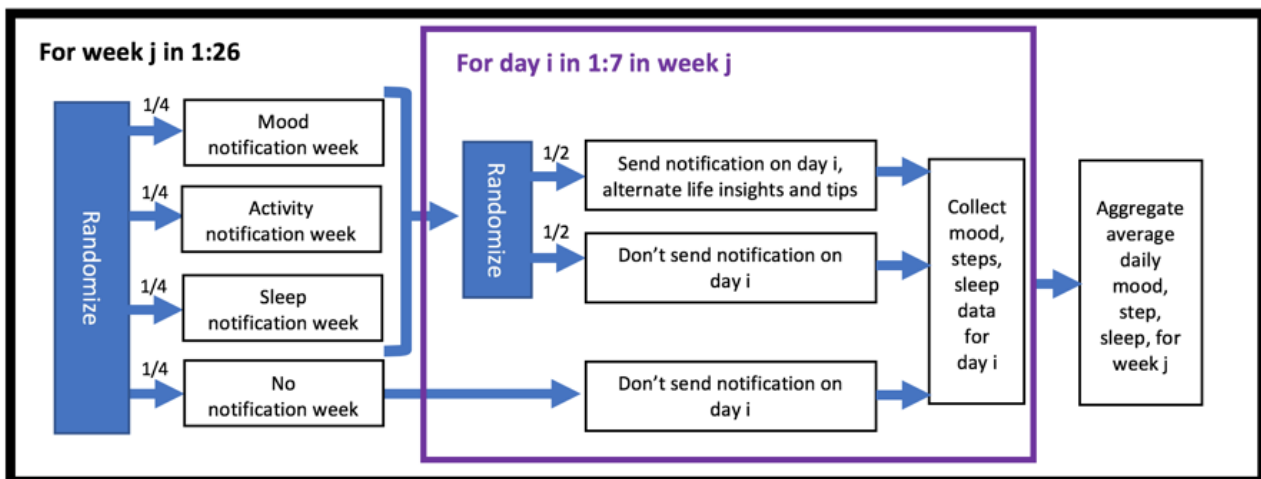 For week j in 1:26
Randomize
1/4
Mood
notification week
1/4
Activity
notification week
1/4
Sleep
notification week
1/4
No
notification week
For day i in 1:7 in week j
Randomize
1/2
Send notification on day i,
alternate life insights and tips
1/2
Don’t send notification on
day i
Don’t send notification on
day i
Collect
mood,
steps,
sleep
data
for
day i
Aggregate
average
daily
mood,
step,
sleep, for
week j